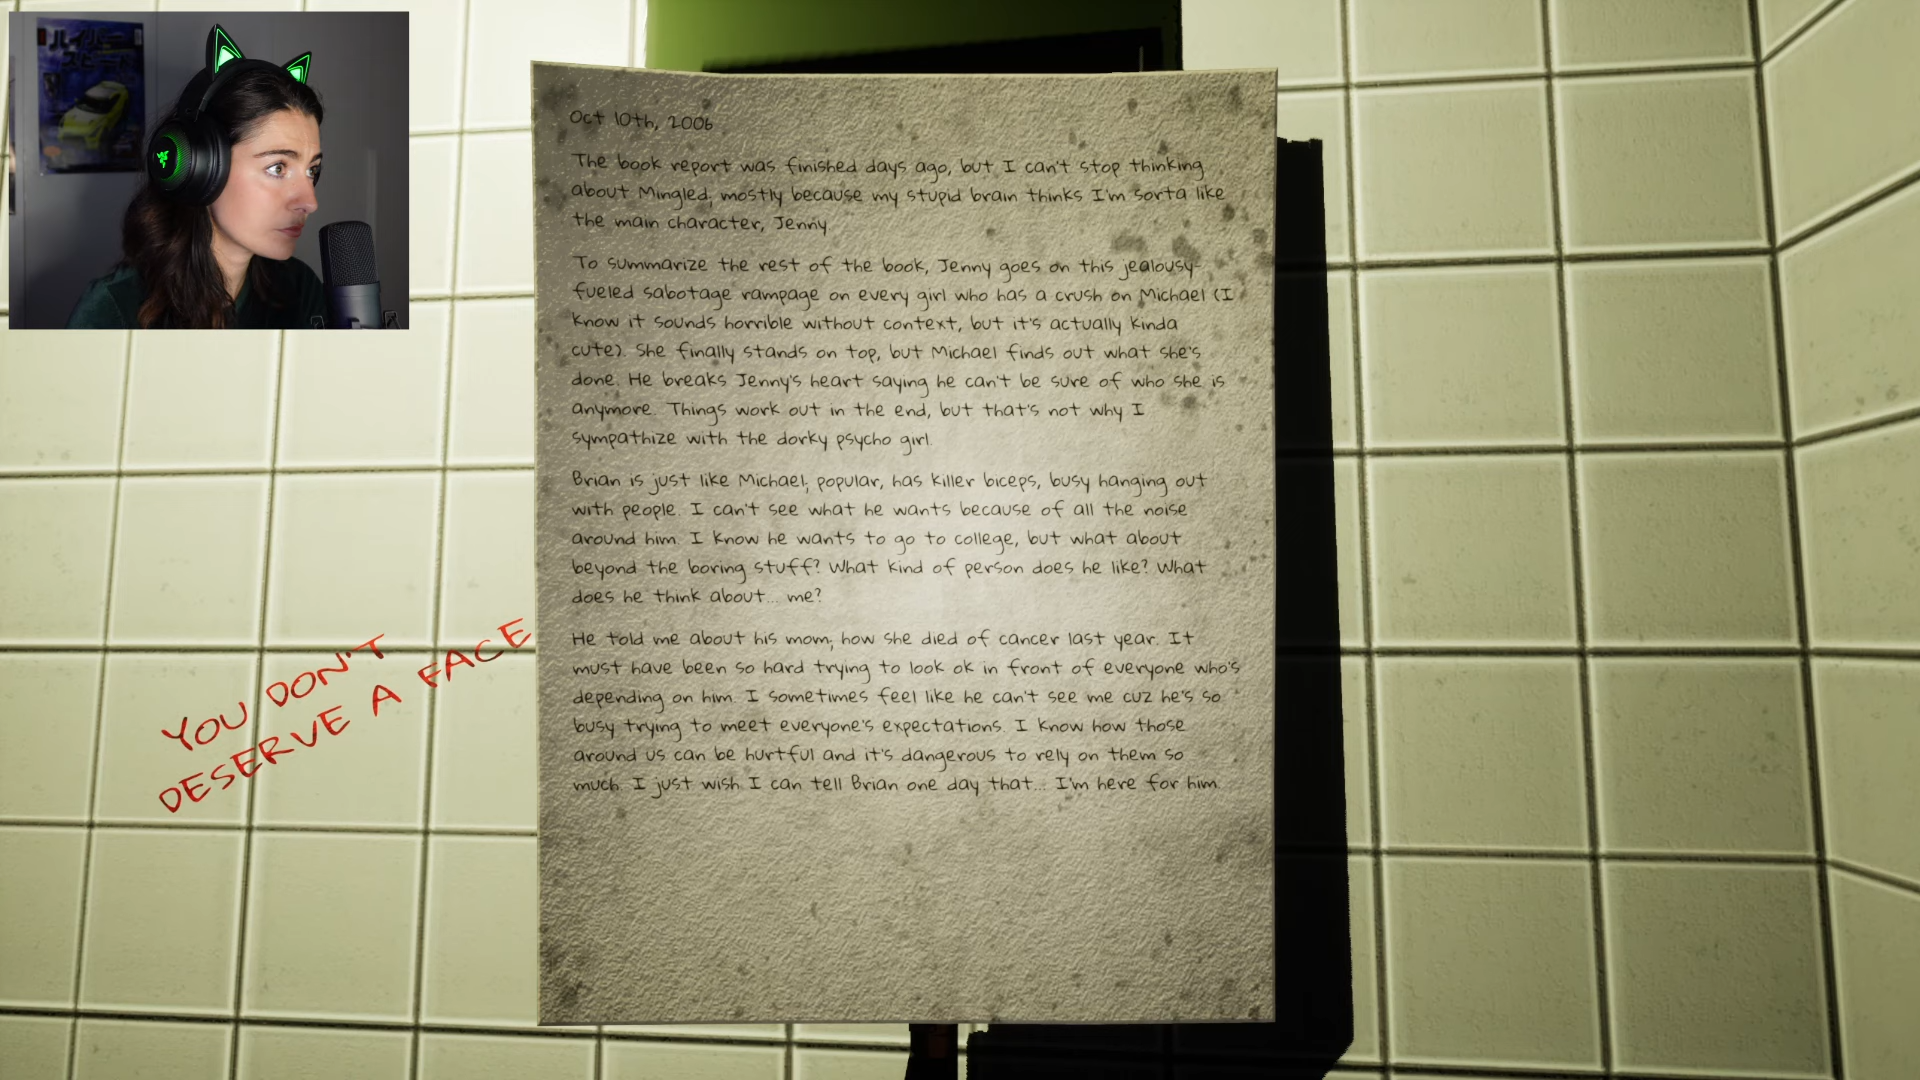 ハイパー
スピード
Oct 10th, 2006
The book report was finished days ago, but I can't stop thinking
about Mingled; mostly because my stupid brain thinks I'm sorta like
the main character, Jenny.
To summarize the rest of the book, Jenny goes on this jealousy-
fueled sabotage rampage on every girl who has a crush on Michael (I
know it sounds horrible without context, but it's actually kinda
cute). She finally stands on top, but Michael finds out what she's
done. He breaks Jenny's heart saying he can't be sure of who she is
anymore. Things work out in the end, but that's not why I
sympathize with the dorky psycho girl.
Brian is just like Michael; popular, has killer biceps, busy hanging out
with people. I can't see what he wants because of all the noise
around him. I know he wants to go to college, but what about
beyond the boring stuff? What kind of person does he like? What
does he think about... me?
He told me about his mom; how she died of cancer last year. It
must have been so hard trying to look ok in front of everyone who's
depending on him. I sometimes feel like he can't see me cuz he's so
busy trying to meet everyone's expectations. I know how those
around us can be hurtful and it's dangerous to rely on them so
much. I just wish I can tell Brian one day that... I'm here for him.
YOU DON'T
DESERVE A FACE